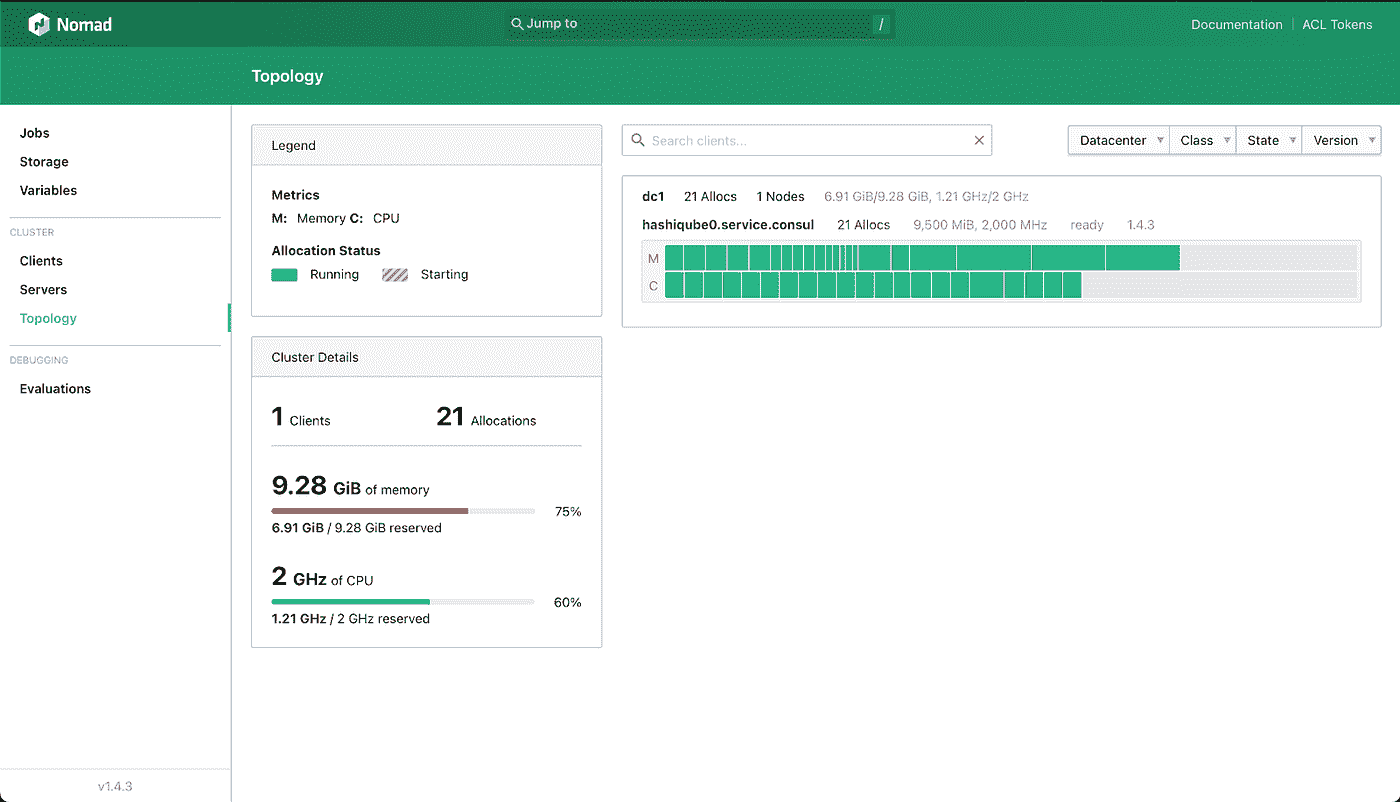 Nomad
Jump to
/
Documentation
ACL Tokens
Topology
Jobs
Storage
Variables
CLUSTER
Clients
Servers
Topology
DEBUGGING
Evaluations
v1.4.3
Legend
Metrics
M: Memory C: CPU
Allocation Status
Running Starting
Cluster Details
1 Clients 21 Allocations
9.28 GiB of memory
75%
6.91 GiB / 9.28 GiB reserved
2 GHz of CPU
60%
1.21 GHz / 2 GHz reserved
Search clients...
Datacenter Class State Version
dc1 21 Allocs 1 Nodes 6.91 GiB/9.28 GiB, 1.21 GHz/2 GHz
hashiqube0.service.consul 21 Allocs 9,500 MiB, 2,000 MHz ready 1.4.3
M
C